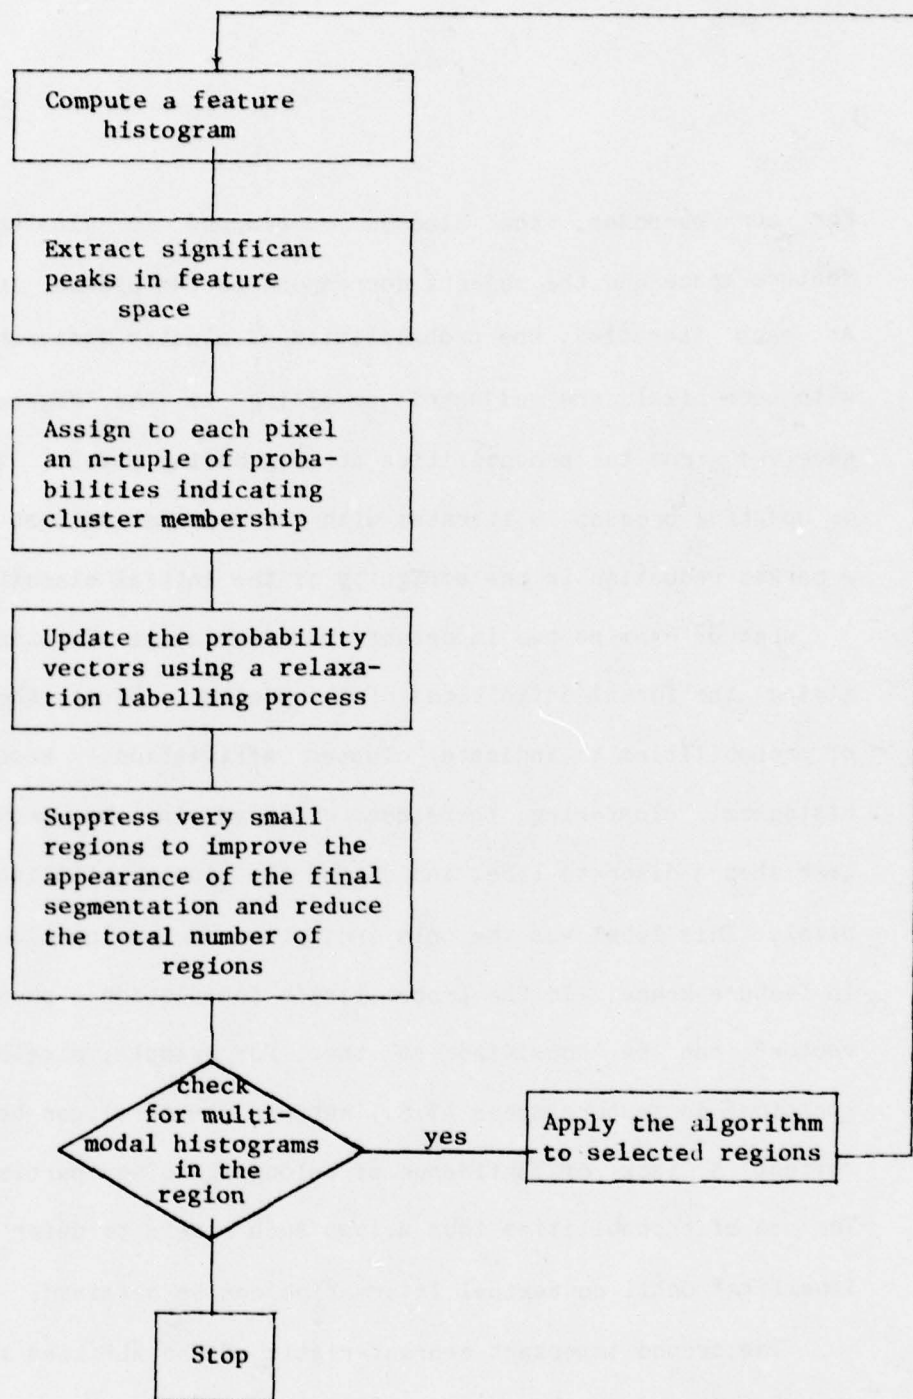 Compute a feature
histogram
Extract significant
peaks in feature
space
Assign to each pixel
an n-tuple of proba-
bilities indicating
cluster membership
Update the probability
vectors using a relaxa-
tion labelling process
Suppress very small
regions to improve the
appearance of the final
segmentation and reduce
the total number of
regions
check
for multi-
modal histograms
in the
region
yes
Apply the algorithm
to selected regions
Stop